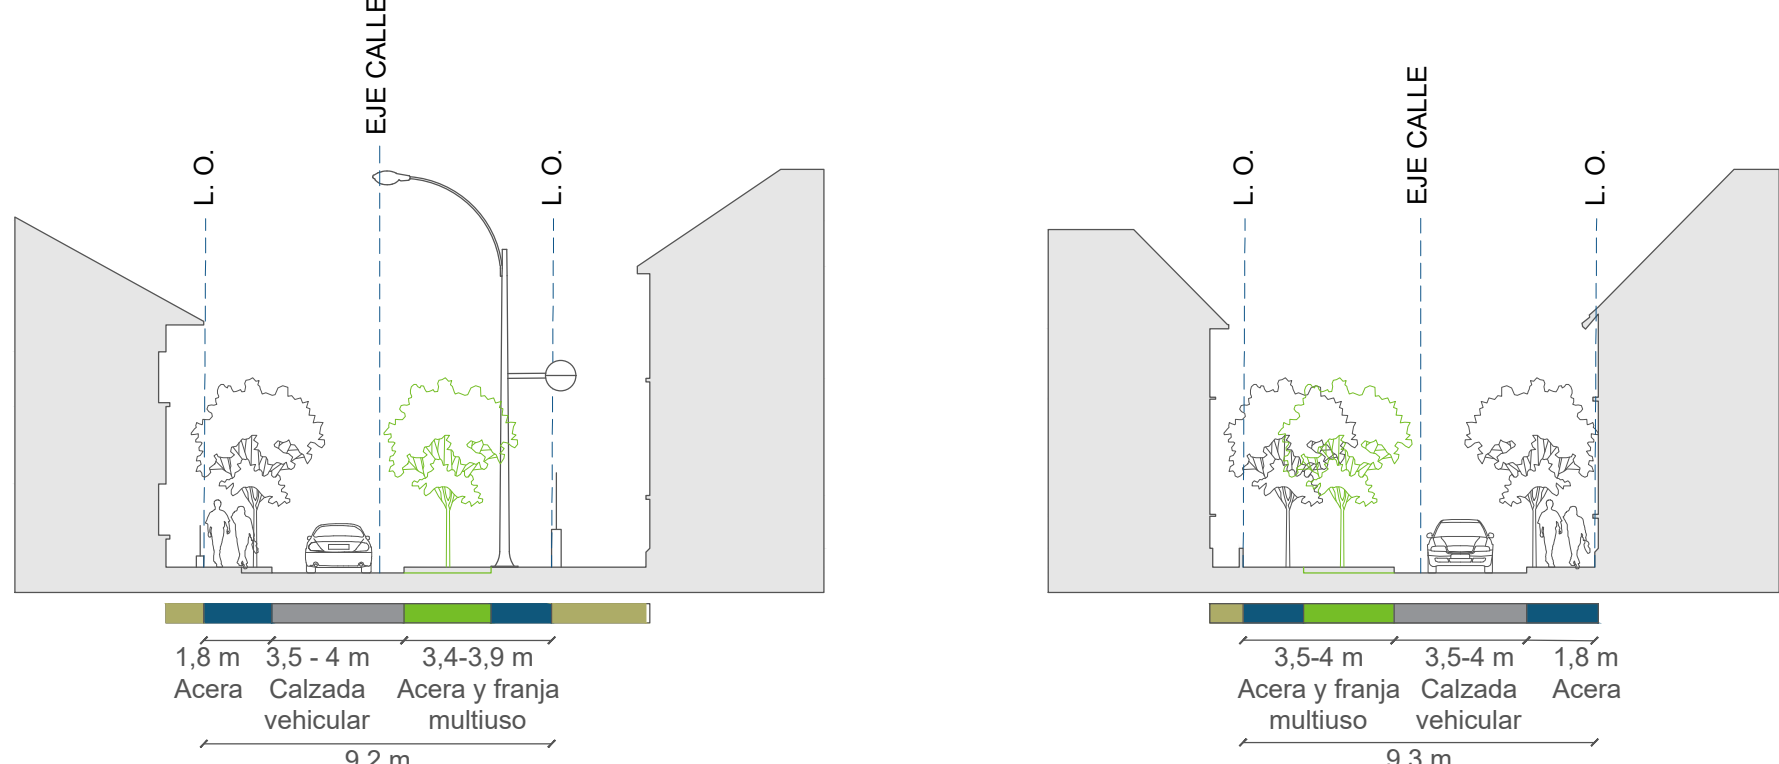 EJE CALLE
L. O.
L. O.
1,8 m
Acera
3,5 - 4 m
Calzada
vehicular
3,4-3,9 m
Acera y franja
multiuso
9,2 m
L. O.
EJE CALLE
L. O.
3,5-4 m
Acera y franja
multiuso
3,5-4 m
Calzada
vehicular
1,8 m
Acera
9,3 m